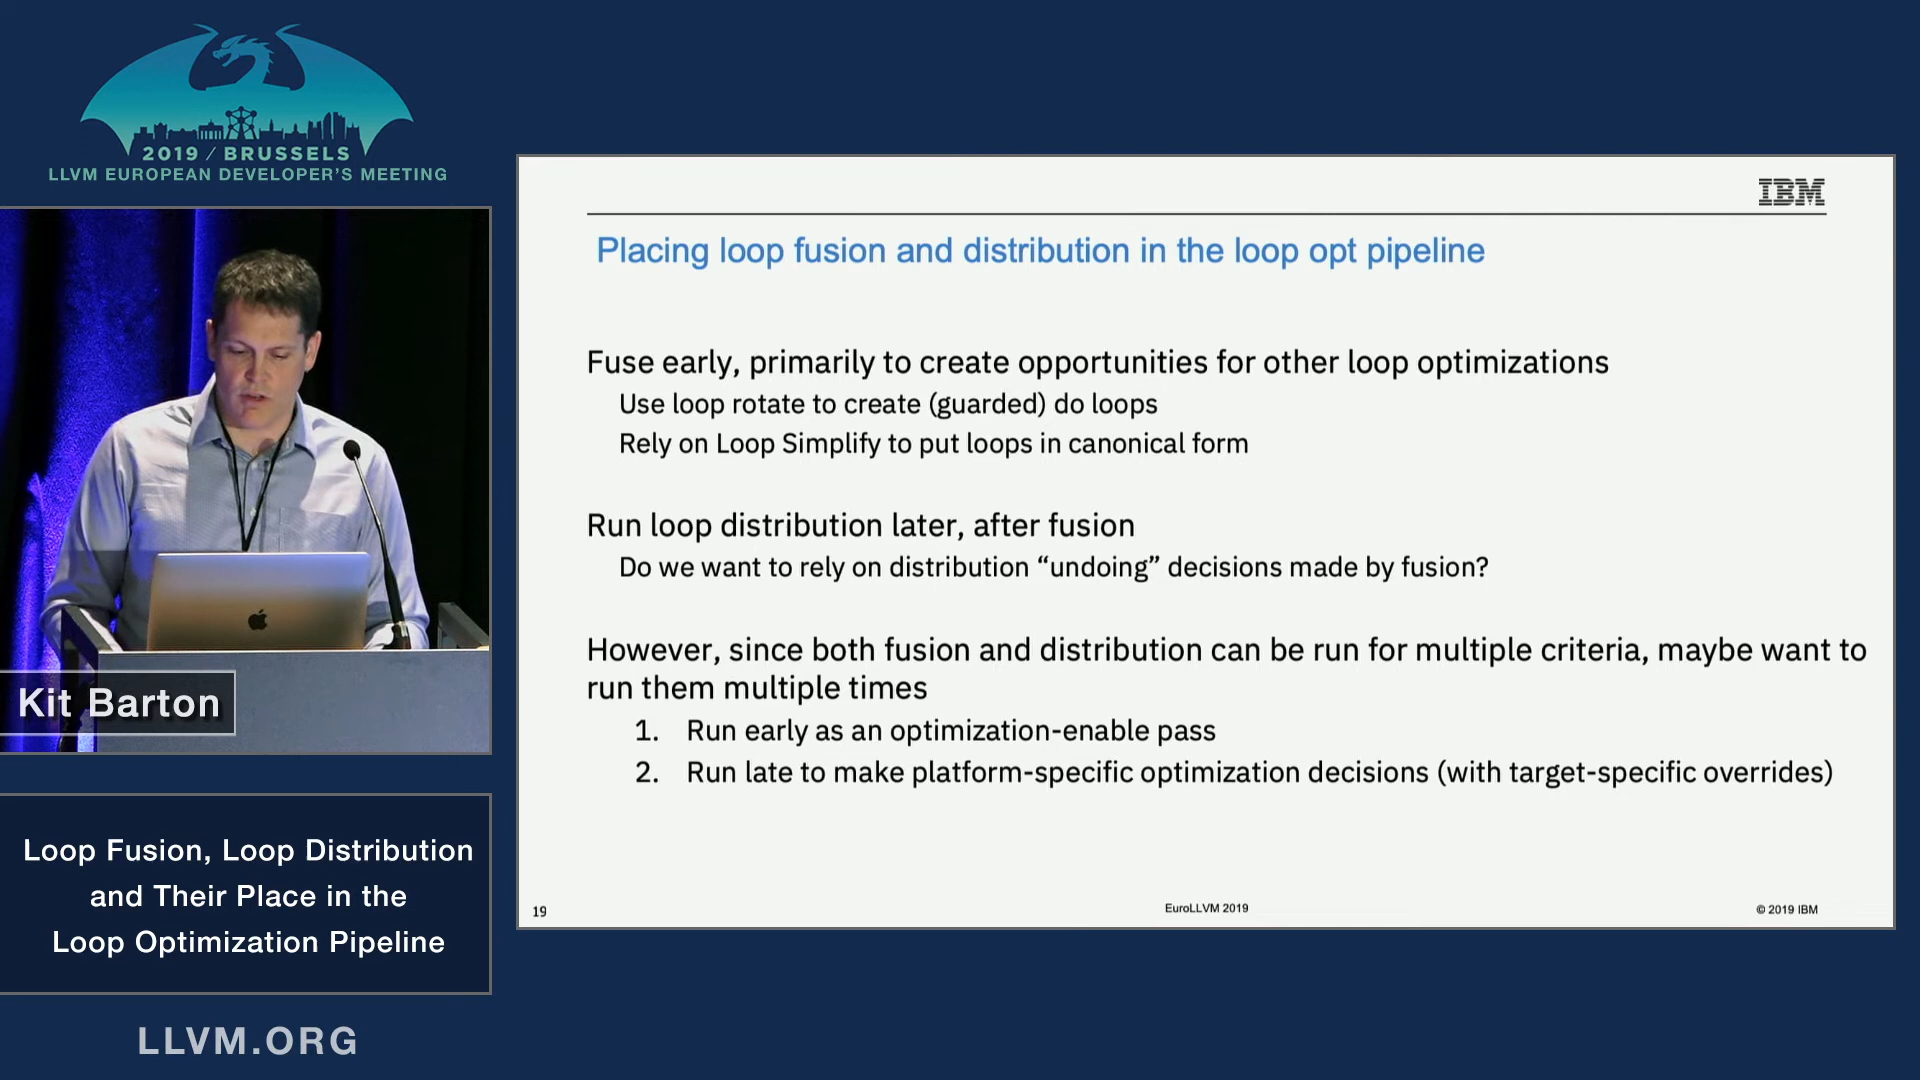 2019 / BRUSSELS
LLVM EUROPEAN DEVELOPER'S MEETING
Kit Barton
Loop Fusion, Loop Distribution
and Their Place in the
Loop Optimization Pipeline
LLVM.ORG
IBM
Placing loop fusion and distribution in the loop opt pipeline
Fuse early, primarily to create opportunities for other loop optimizations
Use loop rotate to create (guarded) do loops
Rely on Loop Simplify to put loops in canonical form
Run loop distribution later, after fusion
Do we want to rely on distribution “undoing” decisions made by fusion?
However, since both fusion and distribution can be run for multiple criteria, maybe want to
run them multiple times
1. Run early as an optimization-enable pass
2. Run late to make platform-specific optimization decisions (with target-specific overrides)
19
EuroLLVM 2019
© 2019 IBM